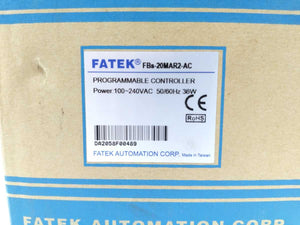 FATEK® FBs-20MAR2-AC
PROGRAMMABLE CONTROLLER
Power:100~240VAC 50/60Hz 36W
CE
RoHS
DA2058F00489
FATEK AUTOMATION CORP. Made in Taiwan
FATEK AUTOMATION CORP.